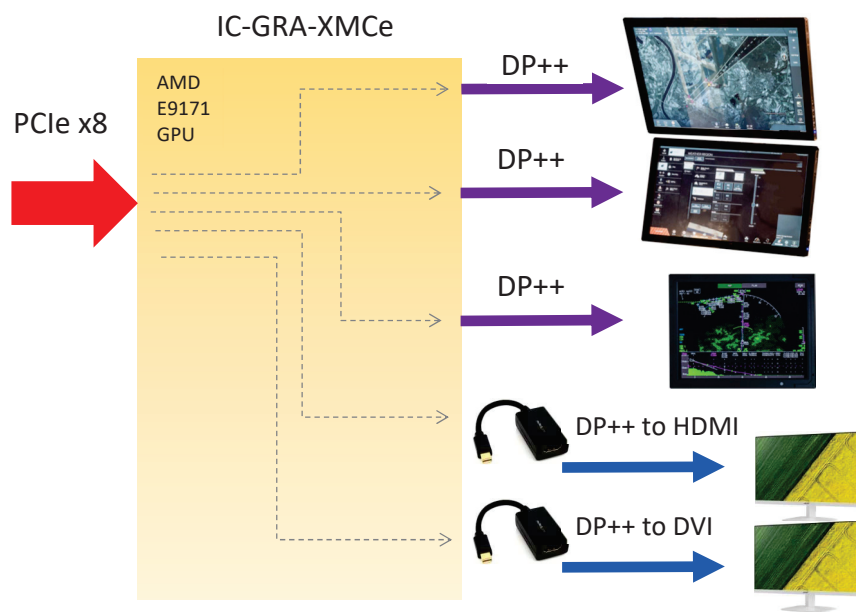 IC-GRA-XMCe
AMD
E9171
GPU
PCIe x8
DP++
DP++
DP++
DP++ to HDMI
DP++ to DVI